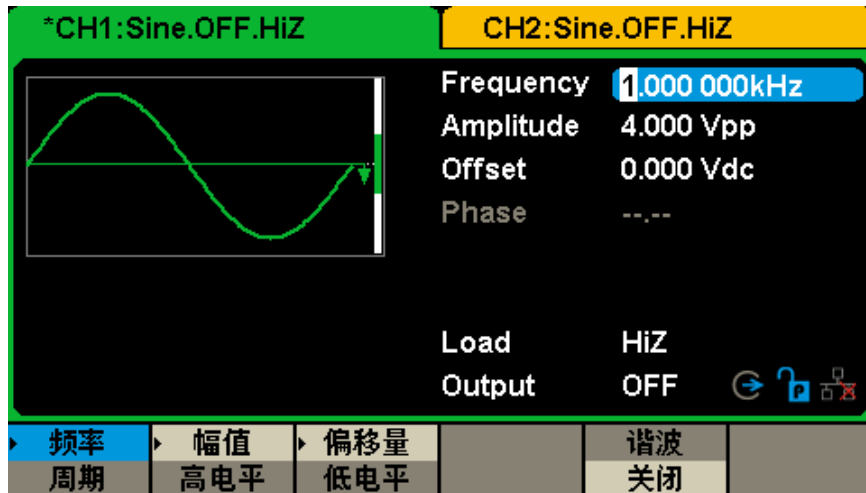 *CH1:Sine.OFF.HiZ CH2:Sine.OFF.HiZ
Frequency 1.000 000kHz
Amplitude 4.000 Vpp
Offset 0.000 Vdc
Phase --.--
Load HiZ
Output OFF
P
频率 幅值 偏移量 谐波
周期 高电平 低电平 关闭